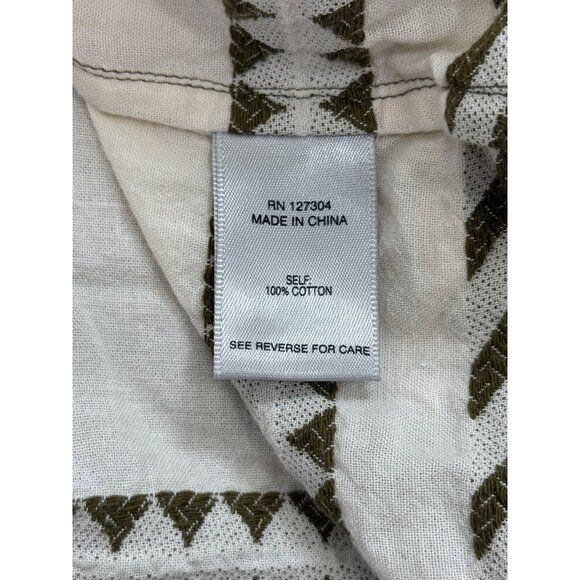 RN 127304
MADE IN CHINA
SELF:
100% COTTON
SEE REVERSE FOR CARE